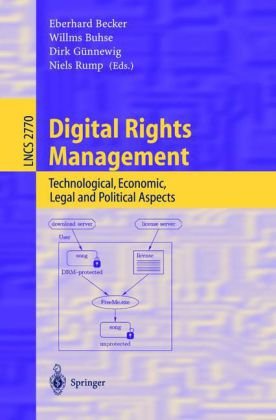 Eberhard Becker
Willms Buhse
Dirk Günnewig
Niels Rump (Eds.)
LNCS 2770
Digital Rights
Management
Technological, Economic,
Legal and Political Aspects
download server
license server
User
song
license
DRM-protected
FreeMe.exe
song
unprotected
Springer